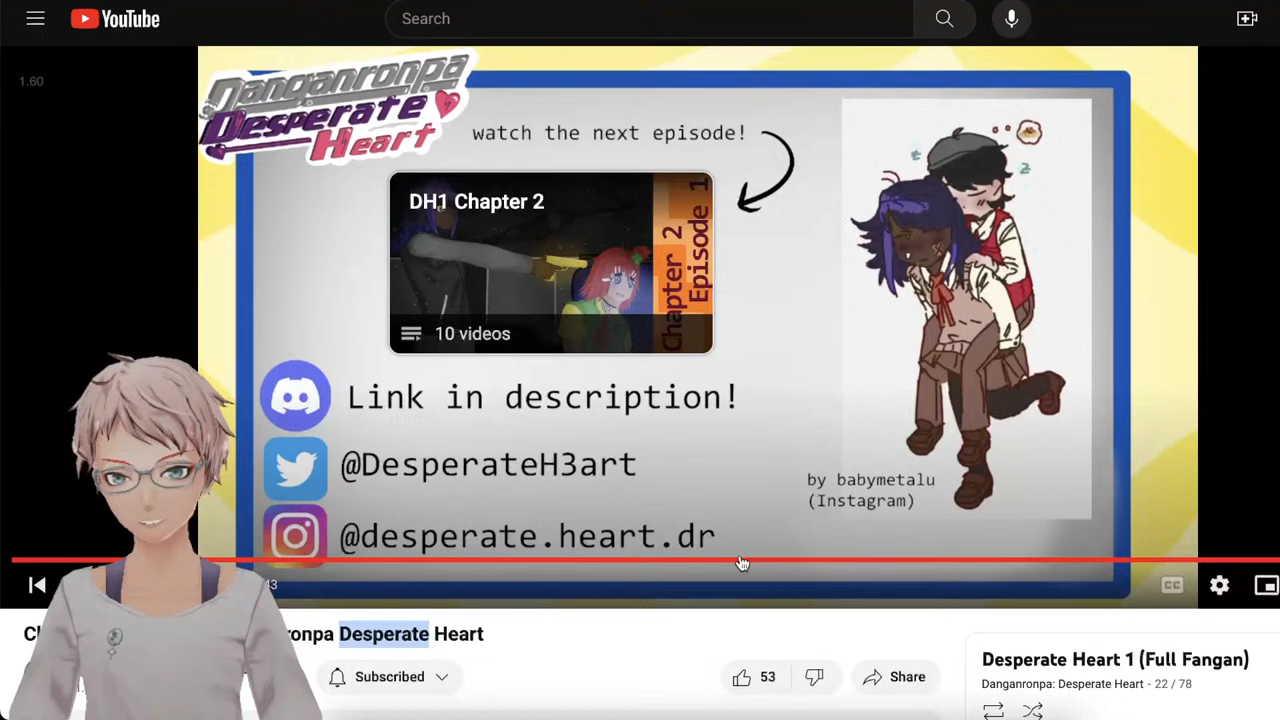 YouTube
Search
1.60
Danganronpa
Desperate
Heart
watch the next episode!
DH1 Chapter 2
Chapter 2
Episode 1
10 videos
z
z
Link in description!
@DesperateH3art
@desperate.heart.dr
by babymetalu
(Instagram)
43
CC
ronpa Desperate Heart
Subscribed
53
Share
Desperate Heart 1 (Full Fangan)
Danganronpa: Desperate Heart - 22 / 78